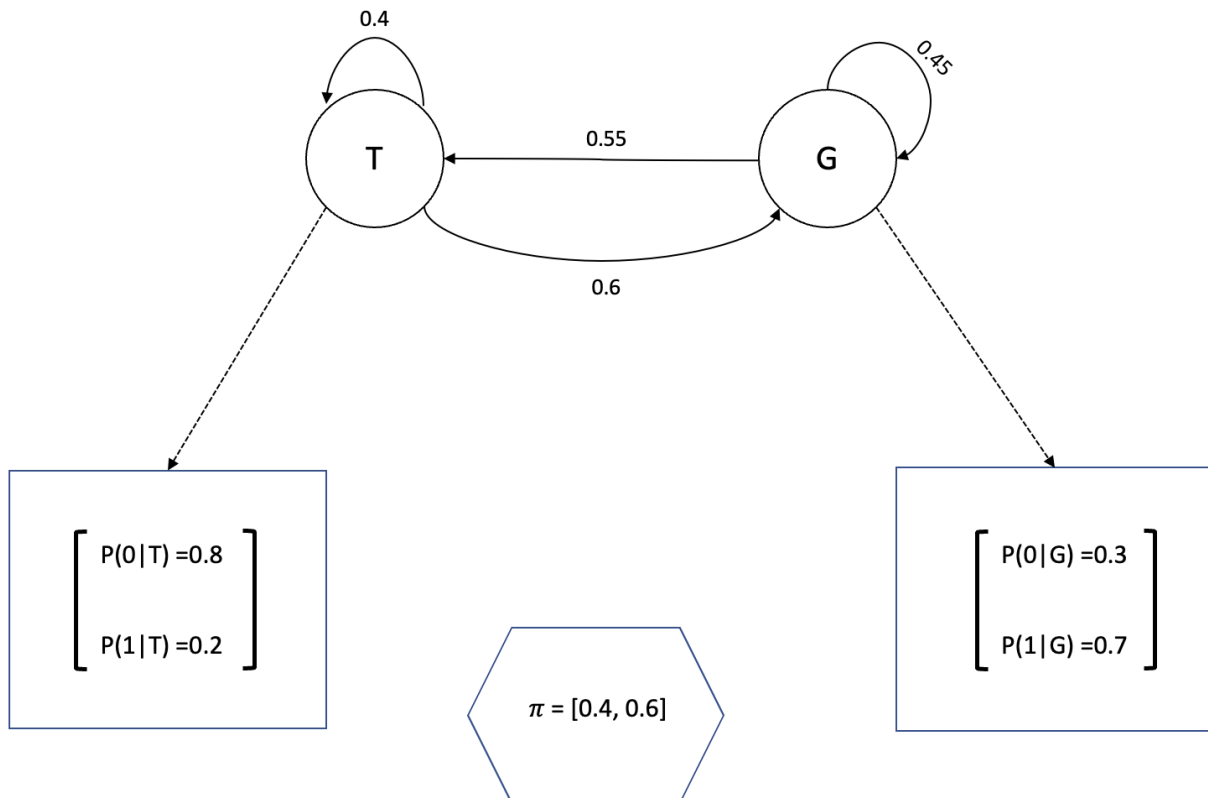 0.4
0.45
T
0.55
G
0.6
P(0|T) =0.8
P(1|T) =0.2
P(0|G) =0.3
P(1|G) =0.7
𝜋 = [0.4, 0.6]